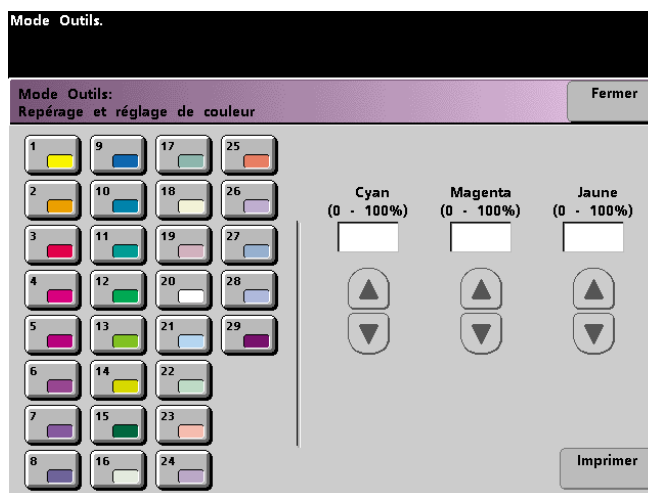 Mode Outils.
Mode Outils:
Repérage et réglage de couleur
Fermer
1 9 17 25
2 10 18 26
3 11 19 27
4 12 20 28
5 13 21 29
6 14 22
7 15 23
8 16 24
Cyan Magenta Jaune
(0 - 100%) (0 - 100%) (0 - 100%)
Imprimer